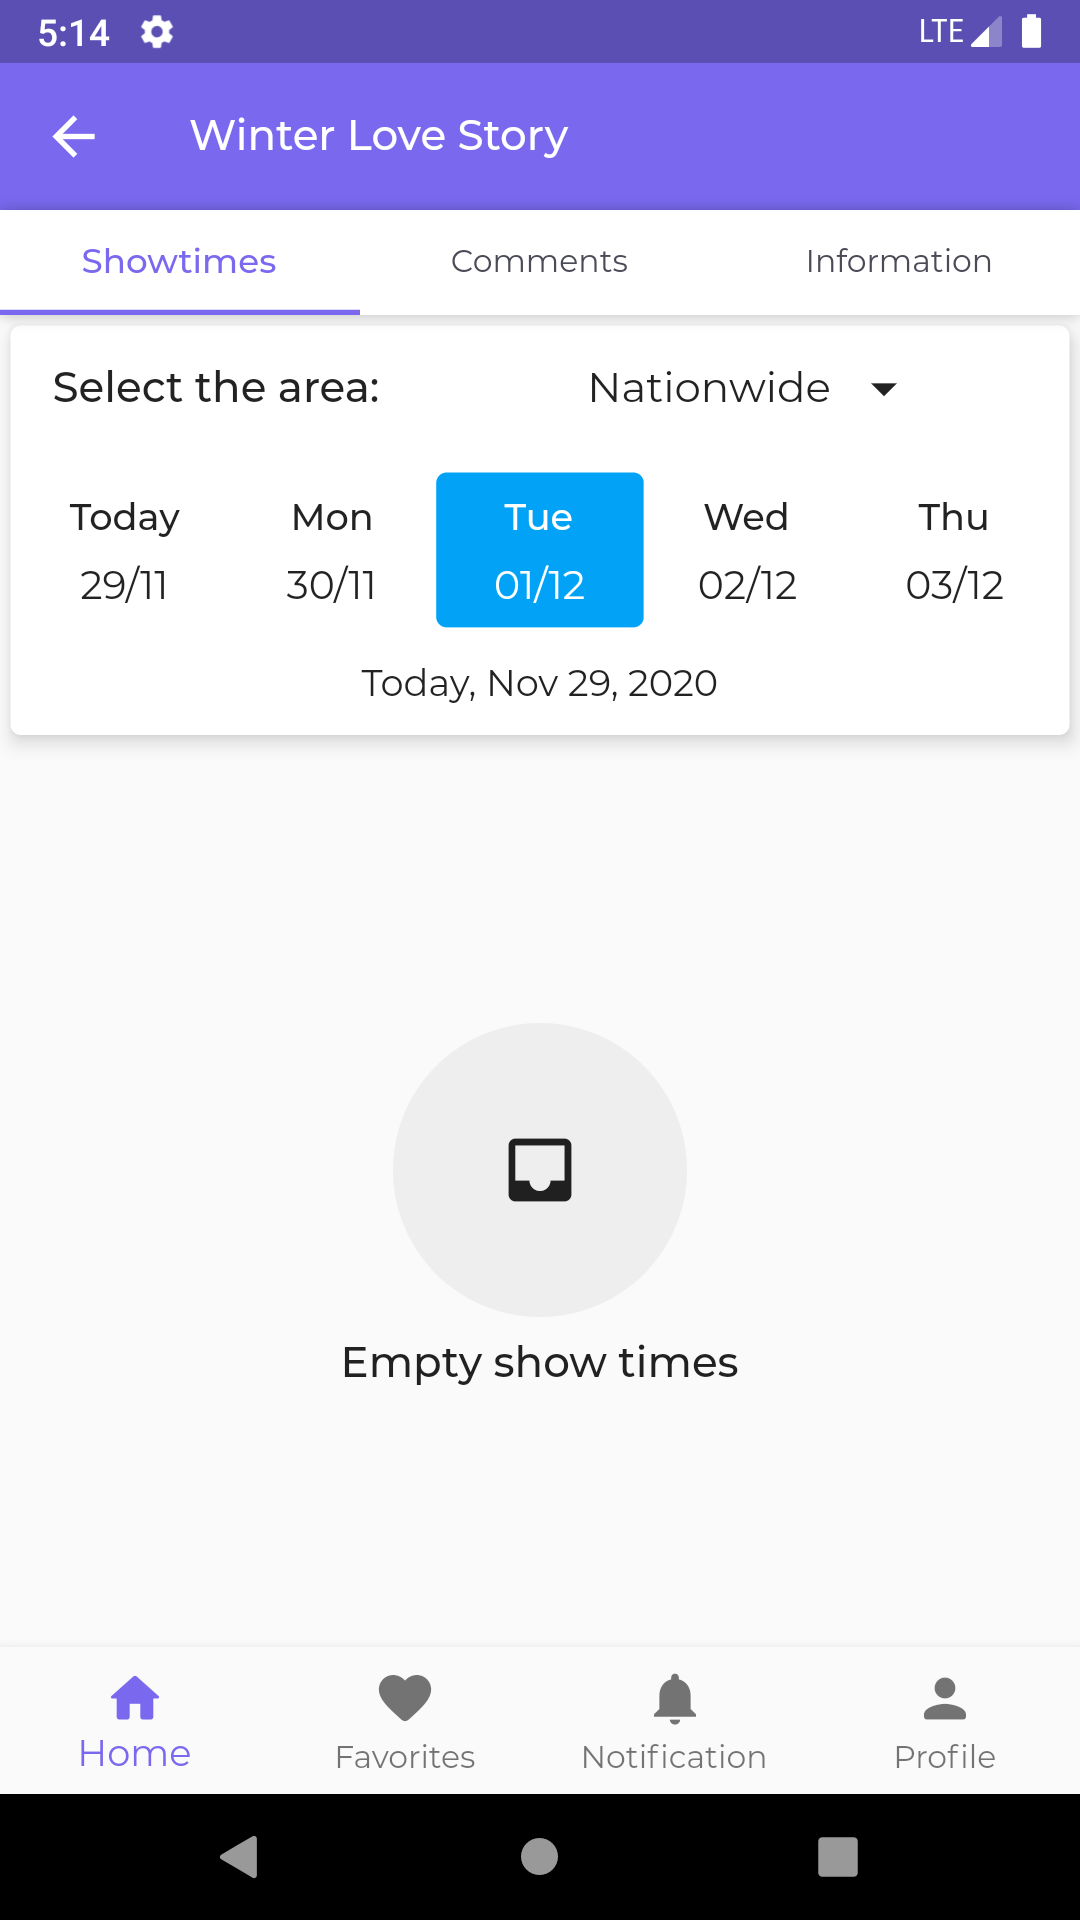 5:14 LTE
Winter Love Story
Showtimes Comments Information
Select the area: Nationwide
Today Mon Tue Wed Thu
29/11 30/11 01/12 02/12 03/12
Today, Nov 29, 2020
Empty show times
Home Favorites Notification Profile